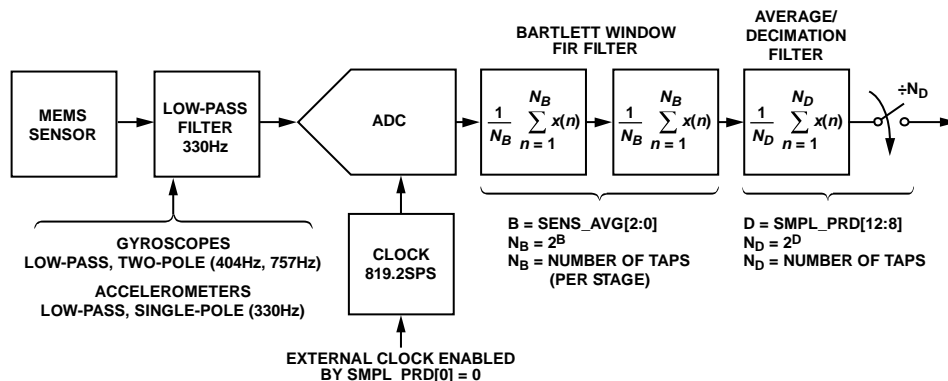 BARTLETT WINDOW
FIR FILTER
AVERAGE/
DECIMATION
FILTER
MEMS
SENSOR
LOW-PASS
FILTER
330Hz
ADC
1/N_B N_B ∑ n = 1 x(n)
1/N_B N_B ∑ n = 1 x(n)
1/N_D N_D ∑ n = 1 x(n)
÷N_D
GYROSCOPES
LOW-PASS, TWO-POLE (404Hz, 757Hz)
ACCELEROMETERS
LOW-PASS, SINGLE-POLE (330Hz)
CLOCK
819.2SPS
EXTERNAL CLOCK ENABLED
BY SMPL_PRD[0] = 0
B = SENS_AVG[2:0]
N_B = 2^B
N_B = NUMBER OF TAPS
(PER STAGE)
D = SMPL_PRD[12:8]
N_D = 2^D
N_D = NUMBER OF TAPS